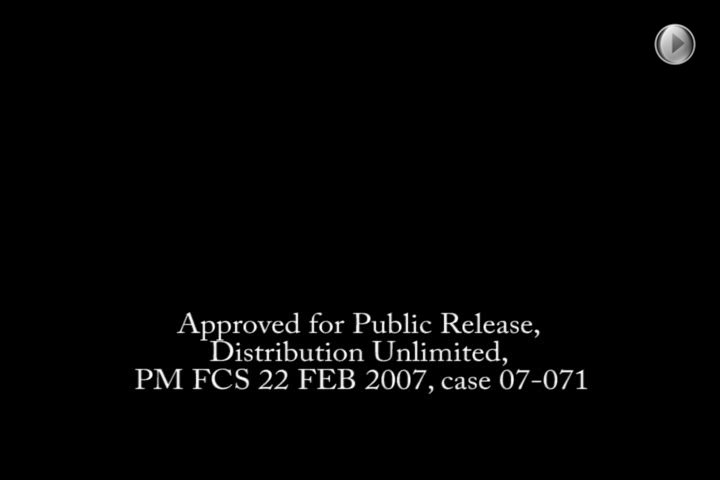 Approved for Public Release,
Distribution Unlimited,
PM FCS 22 FEB 2007, case 07-071